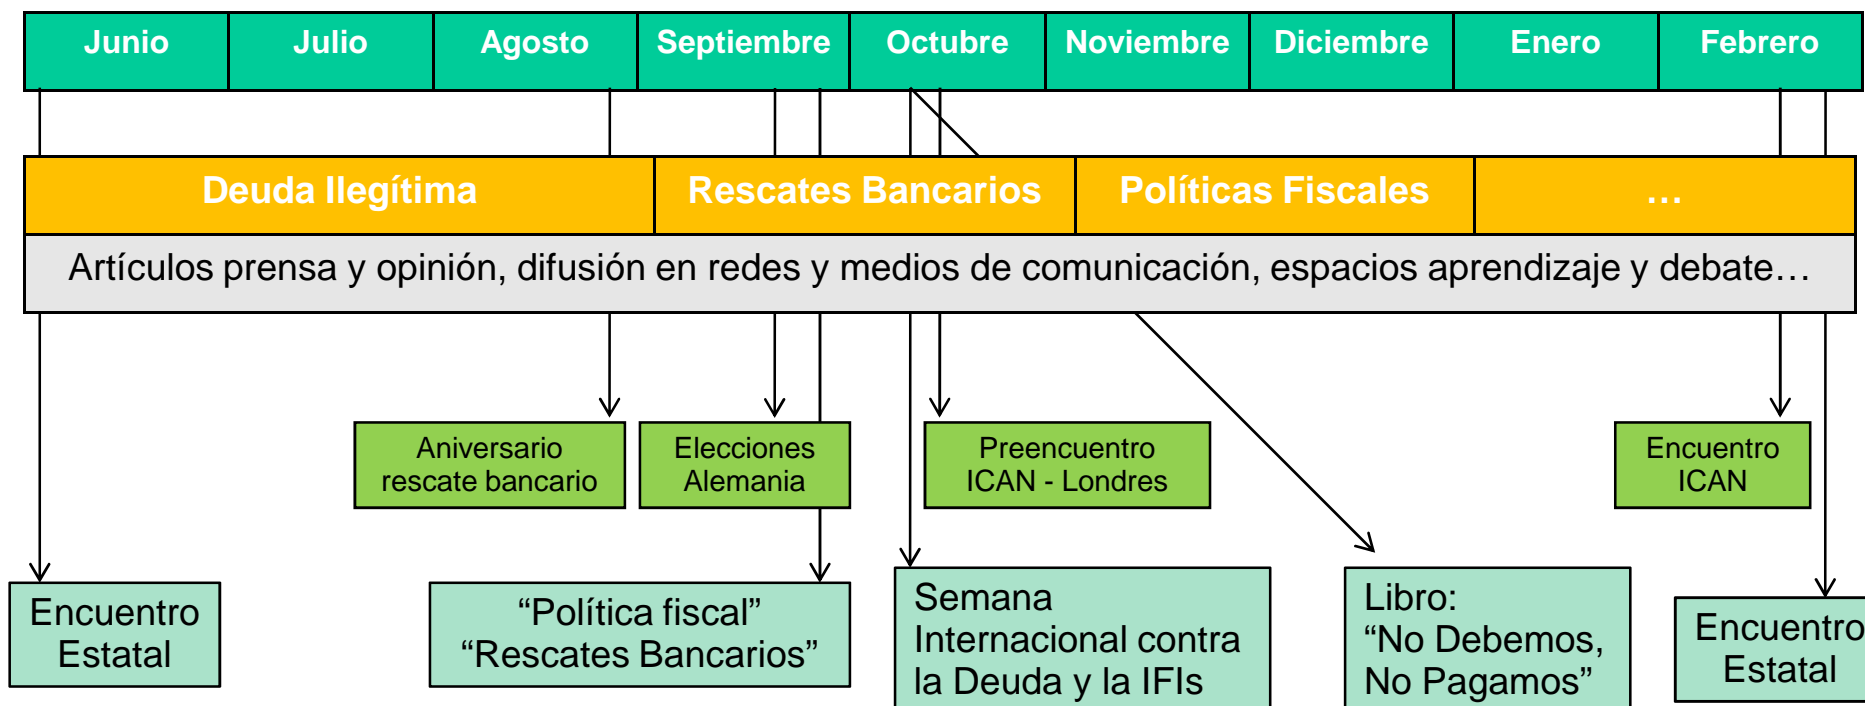 Junio Julio Agosto Septiembre Octubre Noviembre Diciembre Enero Febrero
Deuda Ilegítima Rescates Bancarios Políticas Fiscales …
Artículos prensa y opinión, difusión en redes y medios de comunicación, espacios aprendizaje y debate…
Aniversario
rescate bancario
Elecciones
Alemania
Preencuentro
ICAN - Londres
Encuentro
ICAN
Encuentro
Estatal
“Política fiscal”
“Rescates Bancarios”
Semana
Internacional contra
la Deuda y la IFIs
Libro:
“No Debemos,
No Pagamos”
Encuentro
Estatal